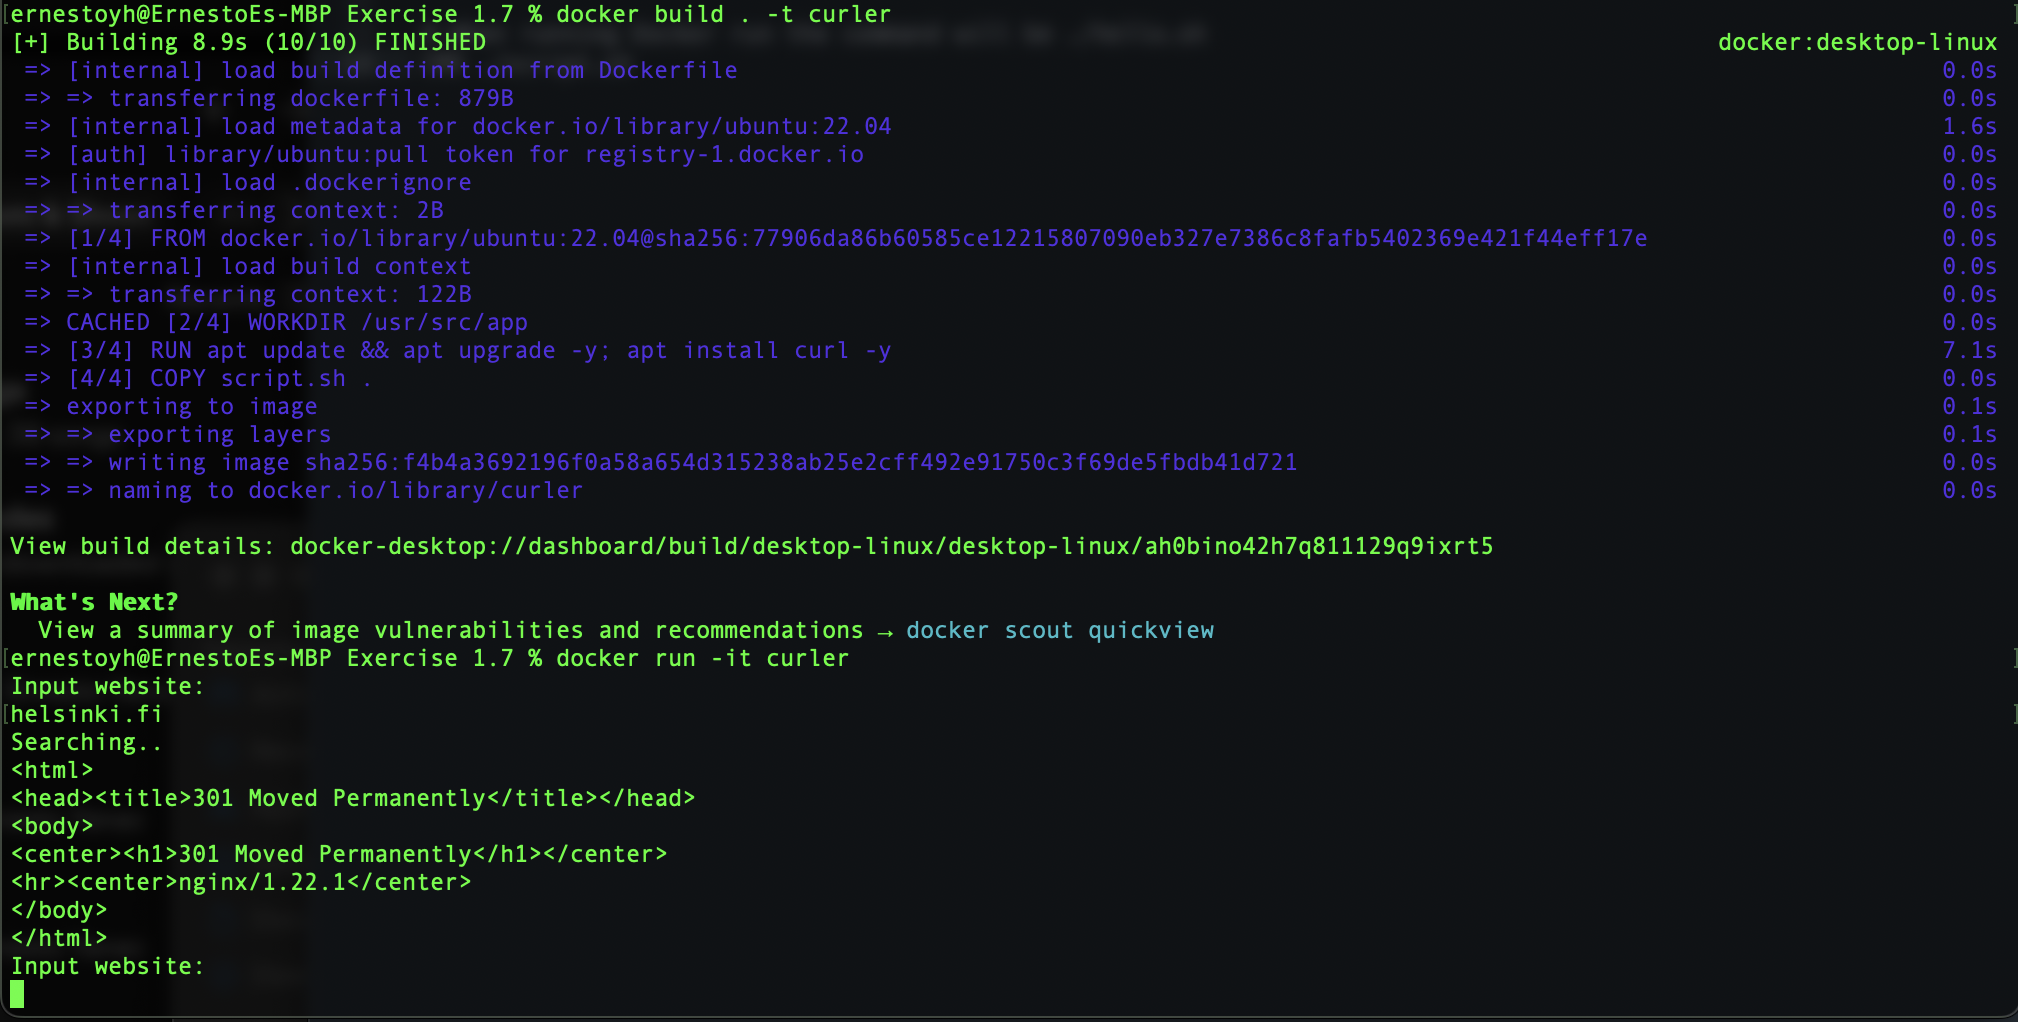 [ernestoyh@ErnestoEs-MBP Exercise 1.7 % docker build . -t curler ]
[+] Building 8.9s (10/10) FINISHED docker:desktop-linux
=> [internal] load build definition from Dockerfile 0.0s
=> => transferring dockerfile: 879B 0.0s
=> [internal] load metadata for docker.io/library/ubuntu:22.04 1.6s
=> [auth] library/ubuntu:pull token for registry-1.docker.io 0.0s
=> [internal] load .dockerignore 0.0s
=> => transferring context: 2B 0.0s
=> [1/4] FROM docker.io/library/ubuntu:22.04@sha256:77906da86b60585ce12215807090eb327e7386c8fafb5402369e421f44eff17e 0.0s
=> [internal] load build context 0.0s
=> => transferring context: 122B 0.0s
=> CACHED [2/4] WORKDIR /usr/src/app 0.0s
=> [3/4] RUN apt update && apt upgrade -y; apt install curl -y 7.1s
=> [4/4] COPY script.sh . 0.0s
=> exporting to image 0.1s
=> => exporting layers 0.1s
=> => writing image sha256:f4b4a3692196f0a58a654d315238ab25e2cff492e91750c3f69de5fbdb41d721 0.0s
=> => naming to docker.io/library/curler 0.0s
View build details: docker-desktop://dashboard/build/desktop-linux/desktop-linux/ah0bino42h7q811129q9ixrt5
What's Next?
View a summary of image vulnerabilities and recommendations → docker scout quickview
[ernestoyh@ErnestoEs-MBP Exercise 1.7 % docker run -it curler ]
Input website:
[helsinki.fi ]
Searching..
<html>
<head><title>301 Moved Permanently</title></head>
<body>
<center><h1>301 Moved Permanently</h1></center>
<hr><center>nginx/1.22.1</center>
</body>
</html>
Input website: